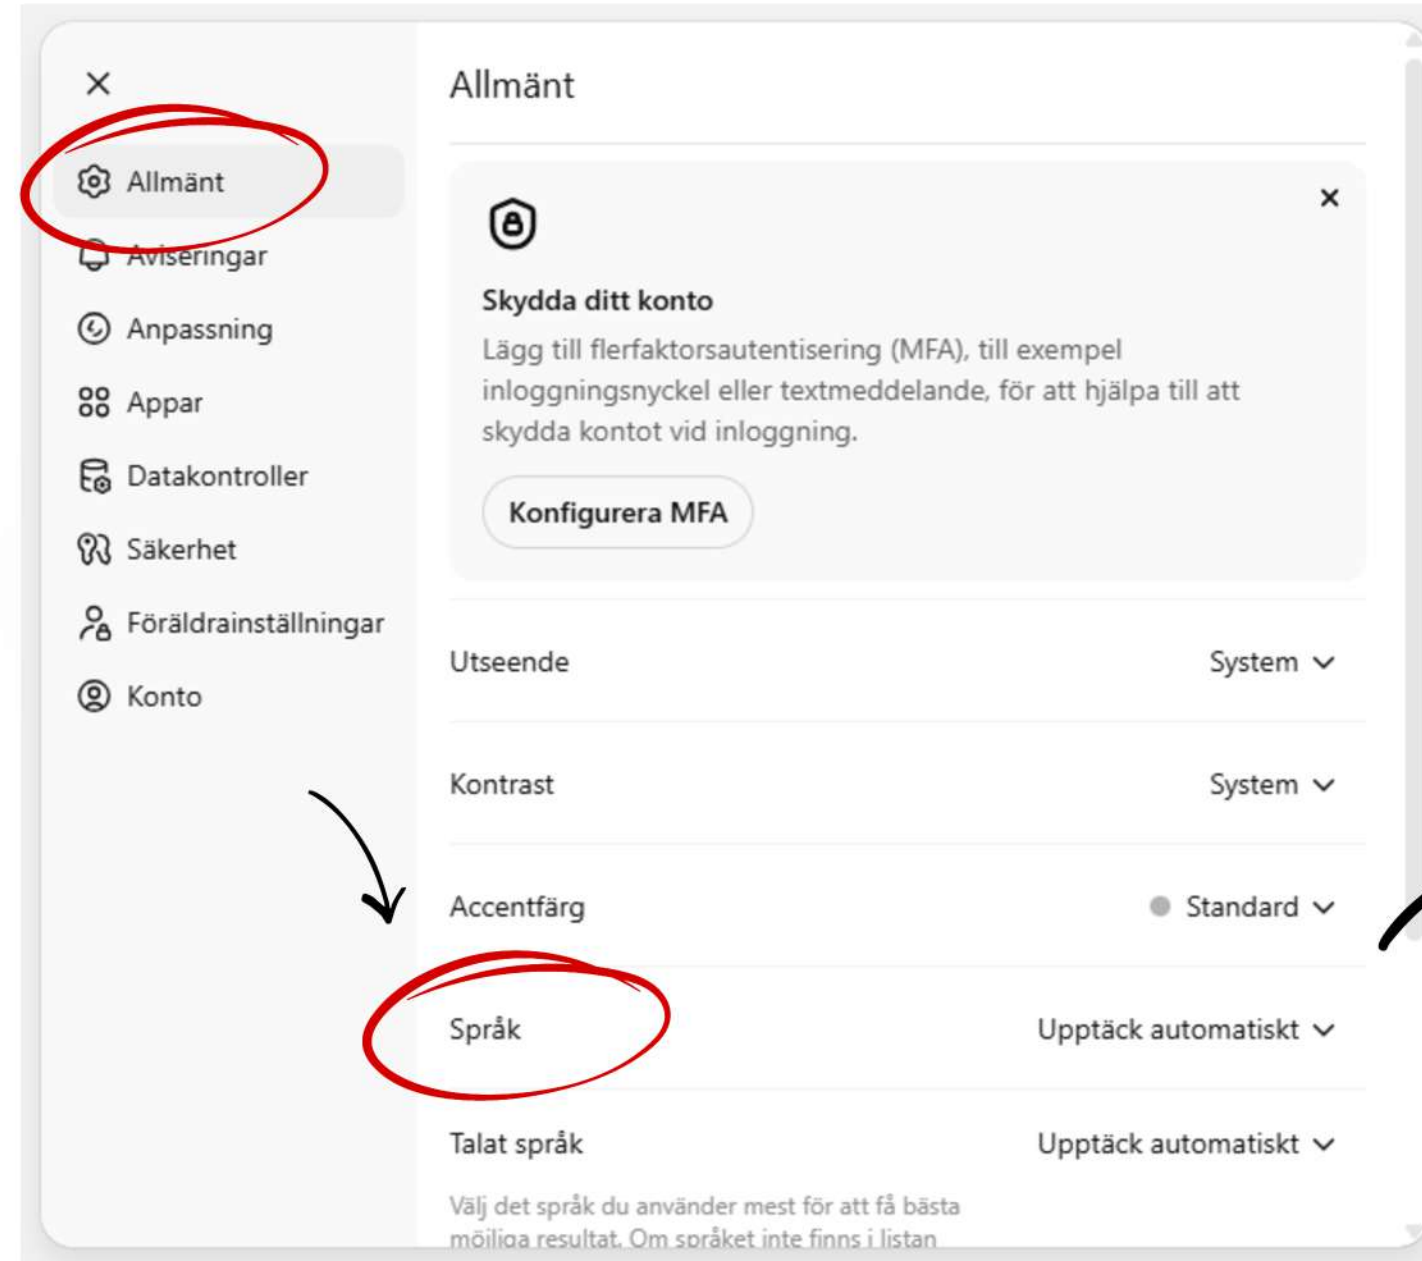 Allmänt
Aviseringar
Anpassning
Appar
Datakontroller
Säkerhet
Föräldrainställningar
Konto
Allmänt
Skydda ditt konto
Lägg till flerfaktorsautentisering (MFA), till exempel
inloggningsnyckel eller textmeddelande, för att hjälpa till att
skydda kontot vid inloggning.
Konfigurera MFA
Utseende System
Kontrast System
Accentfärg Standard
Språk Upptäck automatiskt
Talat språk Upptäck automatiskt
Välj det språk du använder mest för att få bästa
möjliga resultat. Om språket inte finns i listan